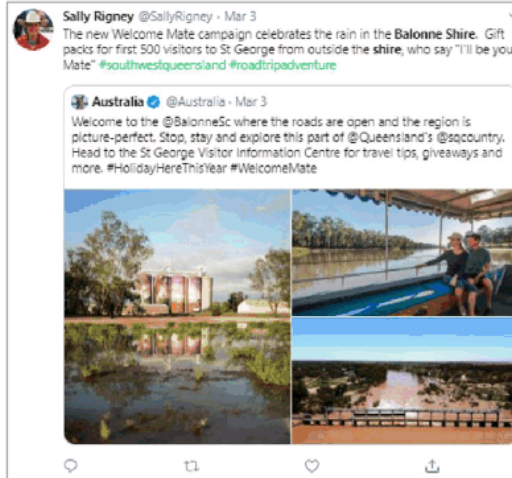 Sally Rigney @SallyRigney · Mar 3
The new Welcome Mate campaign celebrates the rain in the Balonne Shire. Gift
packs for first 500 visitors to St George from outside the shire, who say "I'll be you
Mate" #southwestqueensland #roadtripadventure
Australia @Australia · Mar 3
Welcome to the @BalonneSc where the roads are open and the region is
picture-perfect. Stop, stay and explore this part of @Queensland's @sqcountry.
Head to the St George Visitor Information Centre for travel tips, giveaways and
more. #HolidayHereThisYear #WelcomeMate